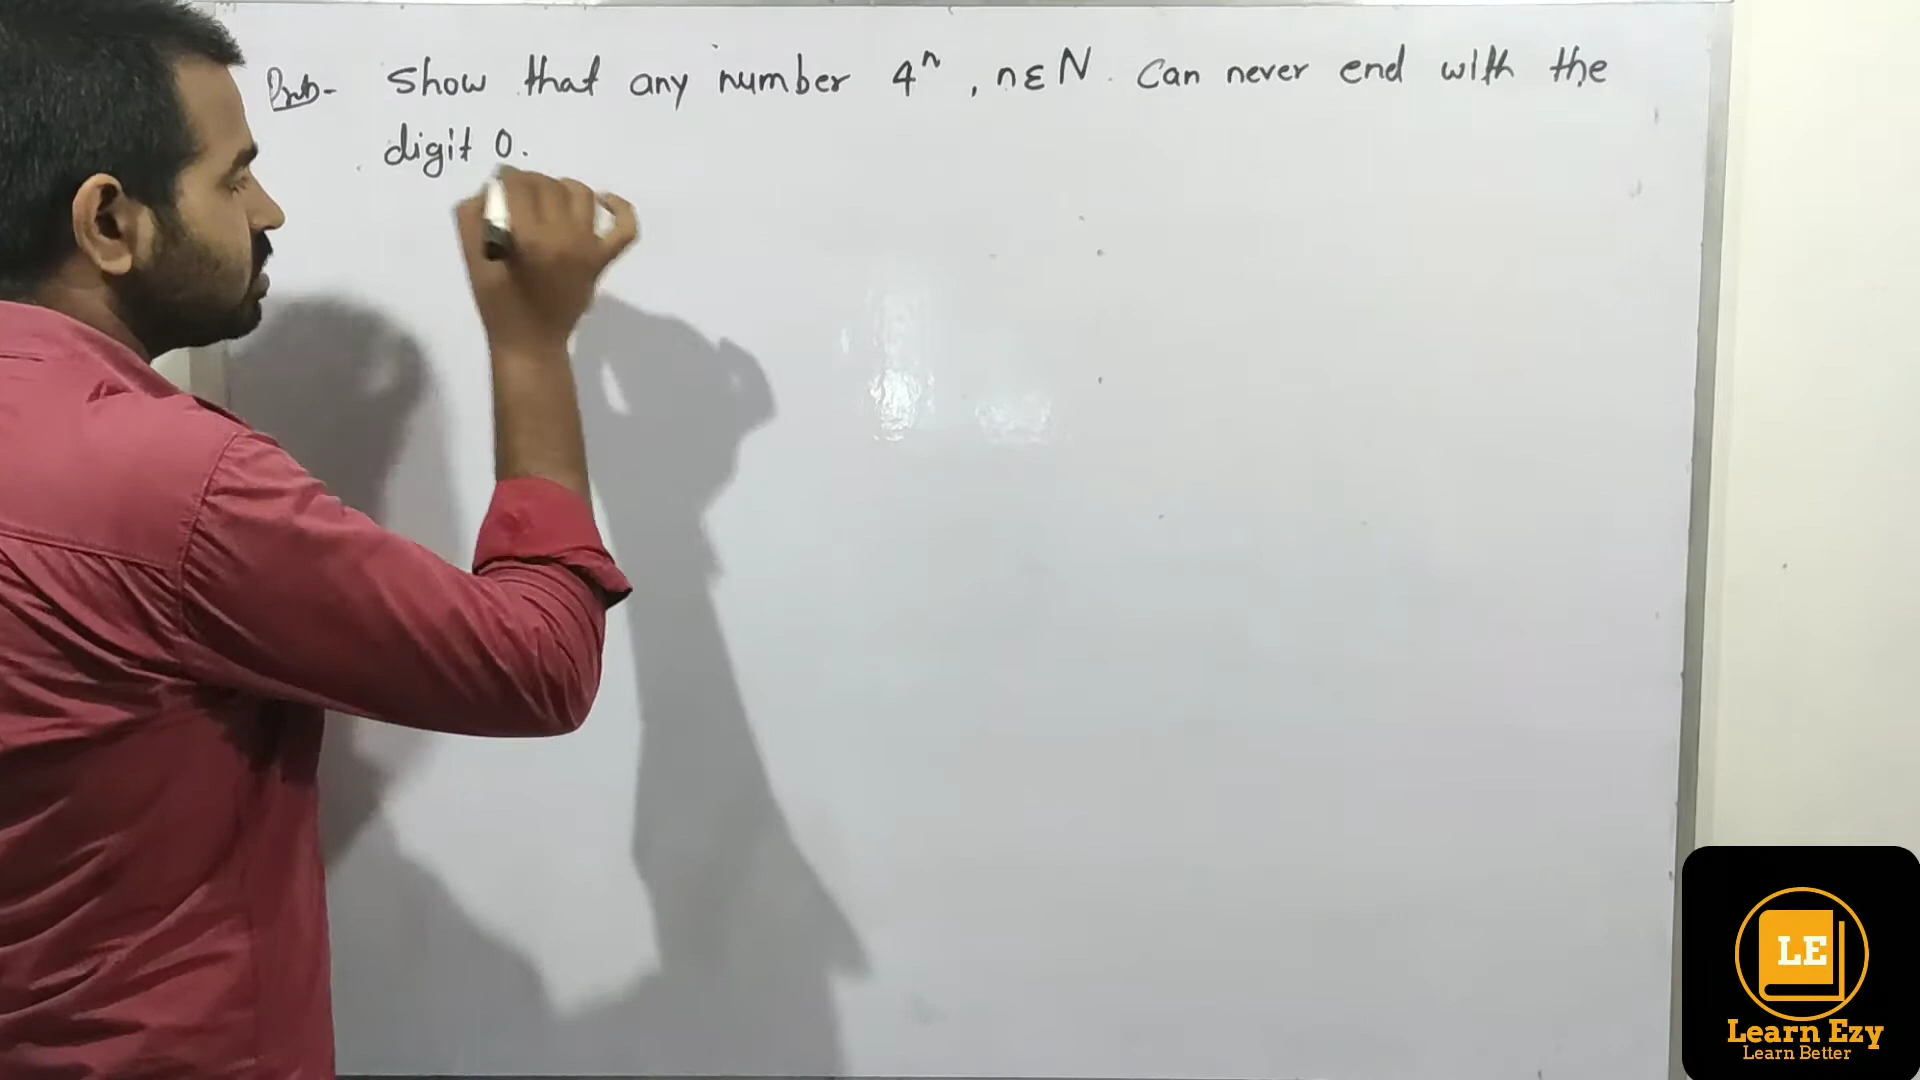 Prob- Show that any number 4ⁿ, n∈N. Can never end with the
digit 0.
LE
Learn Ezy
Learn Better